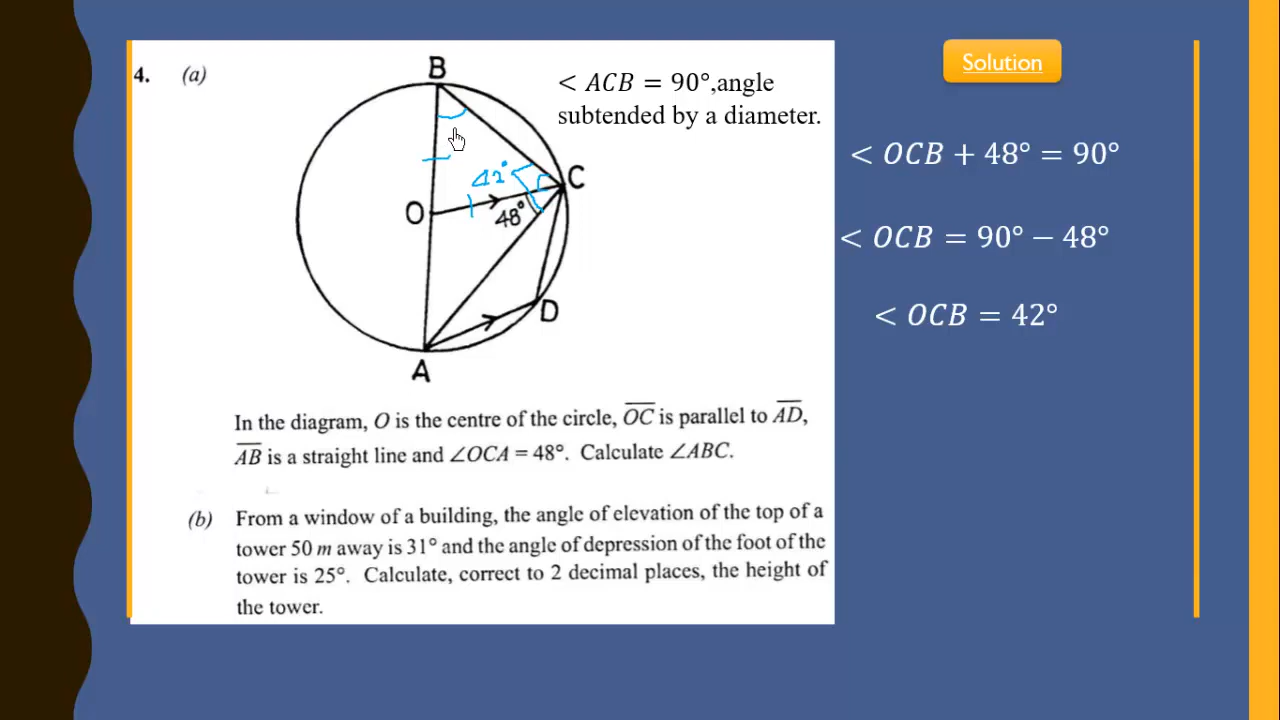 4. (a)
B
< ACB = 90°,angle
subtended by a diameter.
42°
C
O
48°
D
A
In the diagram, O is the centre of the circle, OC is parallel to AD,
AB is a straight line and ∠OCA = 48°. Calculate ∠ABC.
(b) From a window of a building, the angle of elevation of the top of a
tower 50 m away is 31° and the angle of depression of the foot of the
tower is 25°. Calculate, correct to 2 decimal places, the height of
the tower.
Solution
< OCB + 48° = 90°
< OCB = 90° − 48°
< OCB = 42°